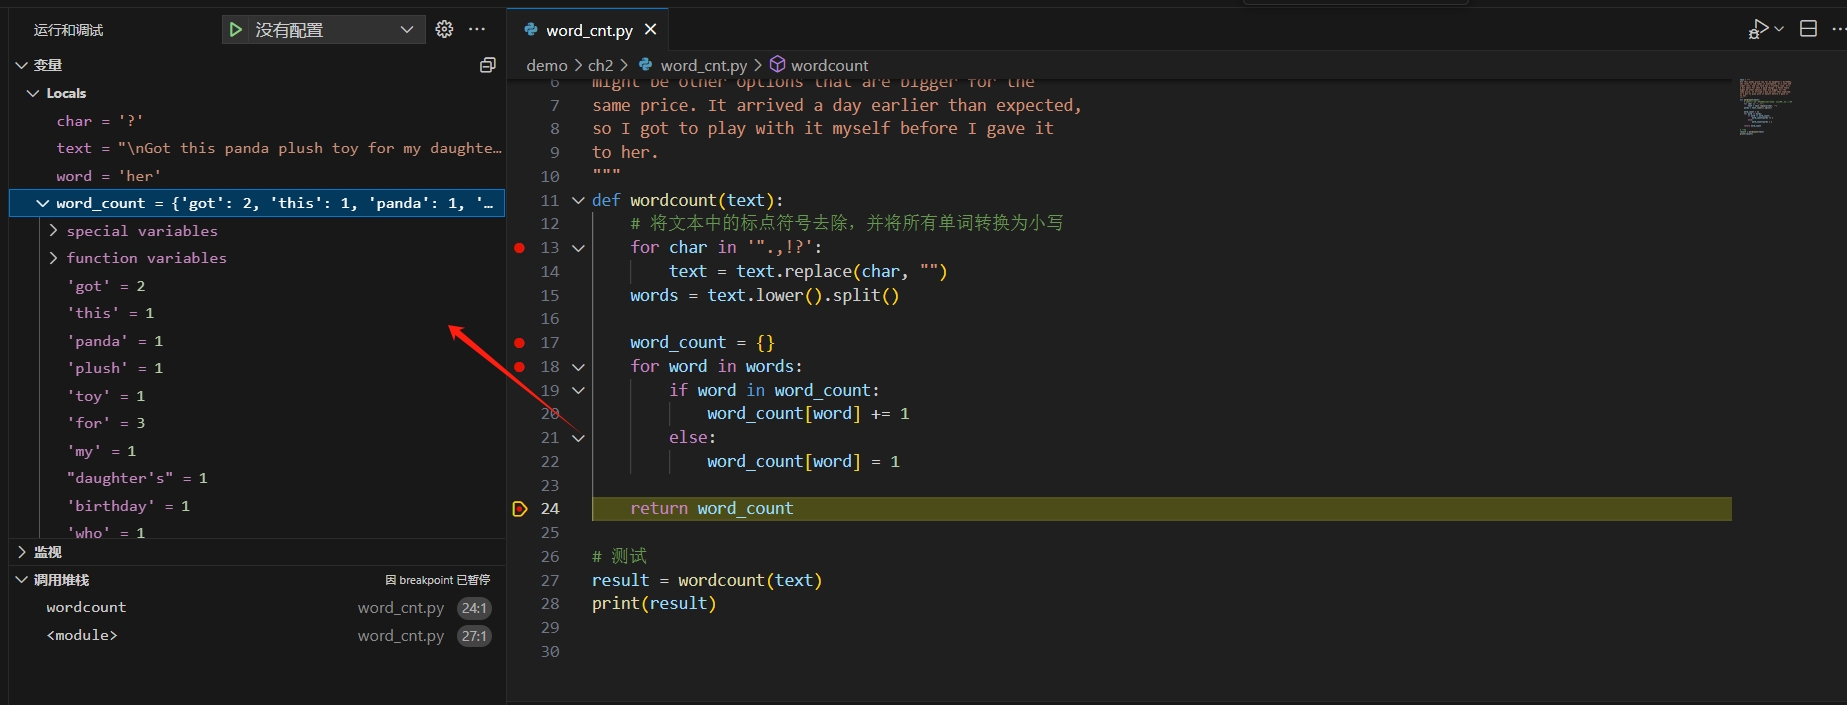 运行和调试
没有配置
变量
Locals
char = '?'
text = "\nGot this panda plush toy for my daughte…
word = 'her'
word_count = {'got': 2, 'this': 1, 'panda': 1, '…
special variables
function variables
'got' = 2
'this' = 1
'panda' = 1
'plush' = 1
'toy' = 1
'for' = 3
'my' = 1
"daughter's" = 1
'birthday' = 1
'who' = 1
监视
调用堆栈
因 breakpoint 已暂停
wordcount word_cnt.py 24:1
<module> word_cnt.py 27:1
word_cnt.py
demo > ch2 > word_cnt.py > wordcount
6 might be other options that are bigger for the
7 same price. It arrived a day earlier than expected,
8 so I got to play with it myself before I gave it
9 to her.
10 """
11 def wordcount(text):
12 # 将文本中的标点符号去除，并将所有单词转换为小写
13 for char in '".,!?':
14 text = text.replace(char, "")
15 words = text.lower().split()
16
17 word_count = {}
18 for word in words:
19 if word in word_count:
20 word_count[word] += 1
21 else:
22 word_count[word] = 1
23
24 return word_count
25
26 # 测试
27 result = wordcount(text)
28 print(result)
29
30